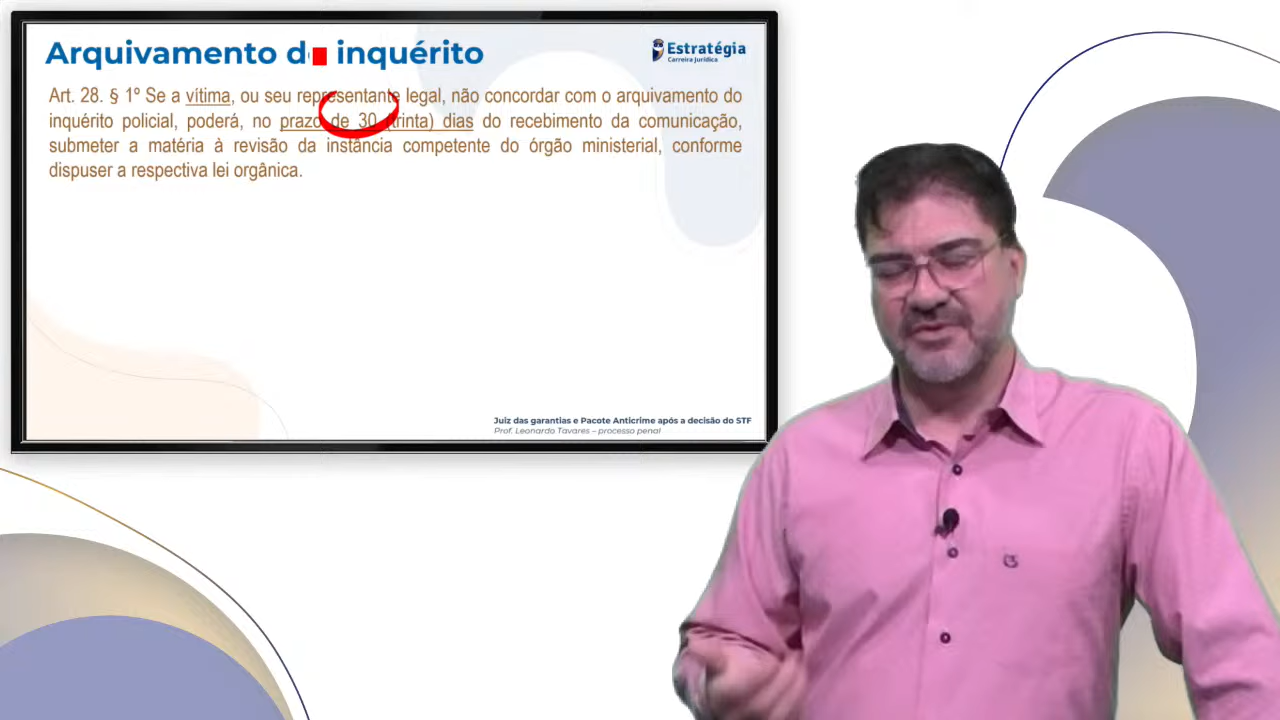 Arquivamento do inquérito
Estratégia
Carreira Jurídica
Art. 28. § 1º Se a vítima, ou seu representante legal, não concordar com o arquivamento do
inquérito policial, poderá, no prazo de 30 (trinta) dias do recebimento da comunicação,
submeter a matéria à revisão da instância competente do órgão ministerial, conforme
dispuser a respectiva lei orgânica.
Juiz das garantias e Pacote Anticrime após a decisão do STF
Prof. Leonardo Tavares – processo penal